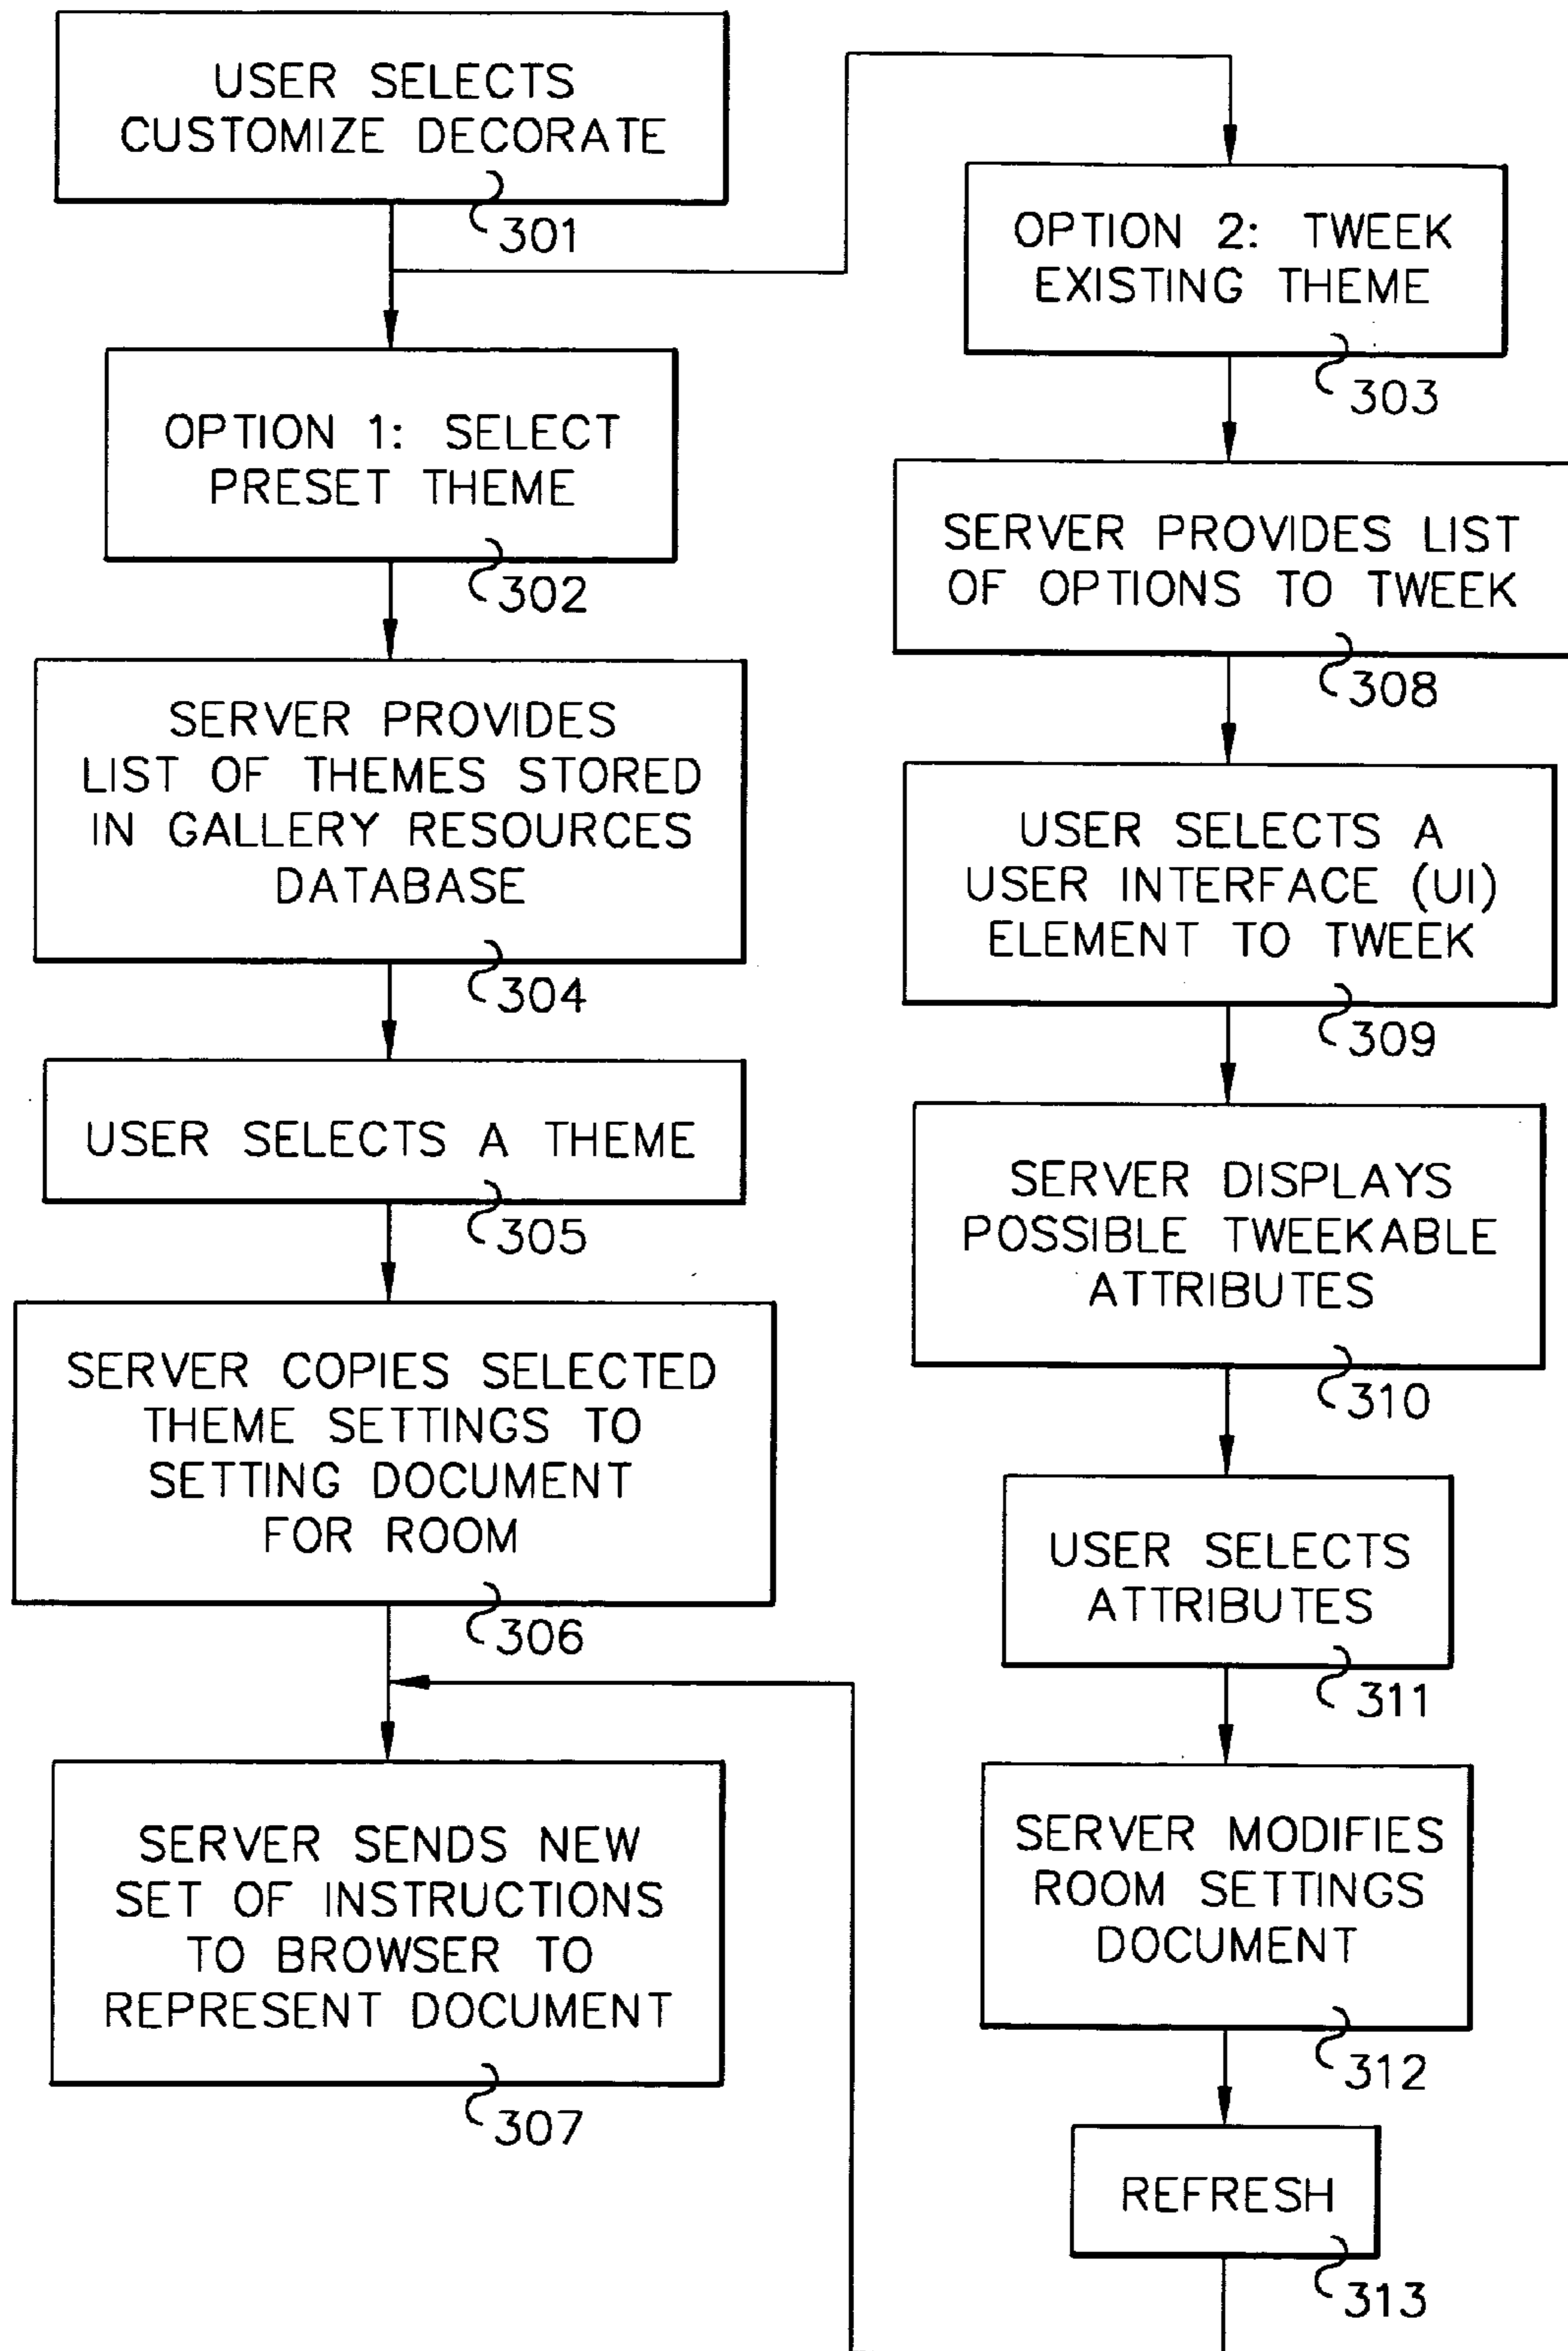 USER SELECTS
CUSTOMIZE DECORATE
301
OPTION 1: SELECT
PRESET THEME
302
SERVER PROVIDES
LIST OF THEMES STORED
IN GALLERY RESOURCES
DATABASE
304
USER SELECTS A THEME
305
SERVER COPIES SELECTED
THEME SETTINGS TO
SETTING DOCUMENT
FOR ROOM
306
SERVER SENDS NEW
SET OF INSTRUCTIONS
TO BROWSER TO
REPRESENT DOCUMENT
307
OPTION 2: TWEEK
EXISTING THEME
303
SERVER PROVIDES LIST
OF OPTIONS TO TWEEK
308
USER SELECTS A
USER INTERFACE (UI)
ELEMENT TO TWEEK
309
SERVER DISPLAYS
POSSIBLE TWEEKABLE
ATTRIBUTES
310
USER SELECTS
ATTRIBUTES
311
SERVER MODIFIES
ROOM SETTINGS
DOCUMENT
312
REFRESH
313